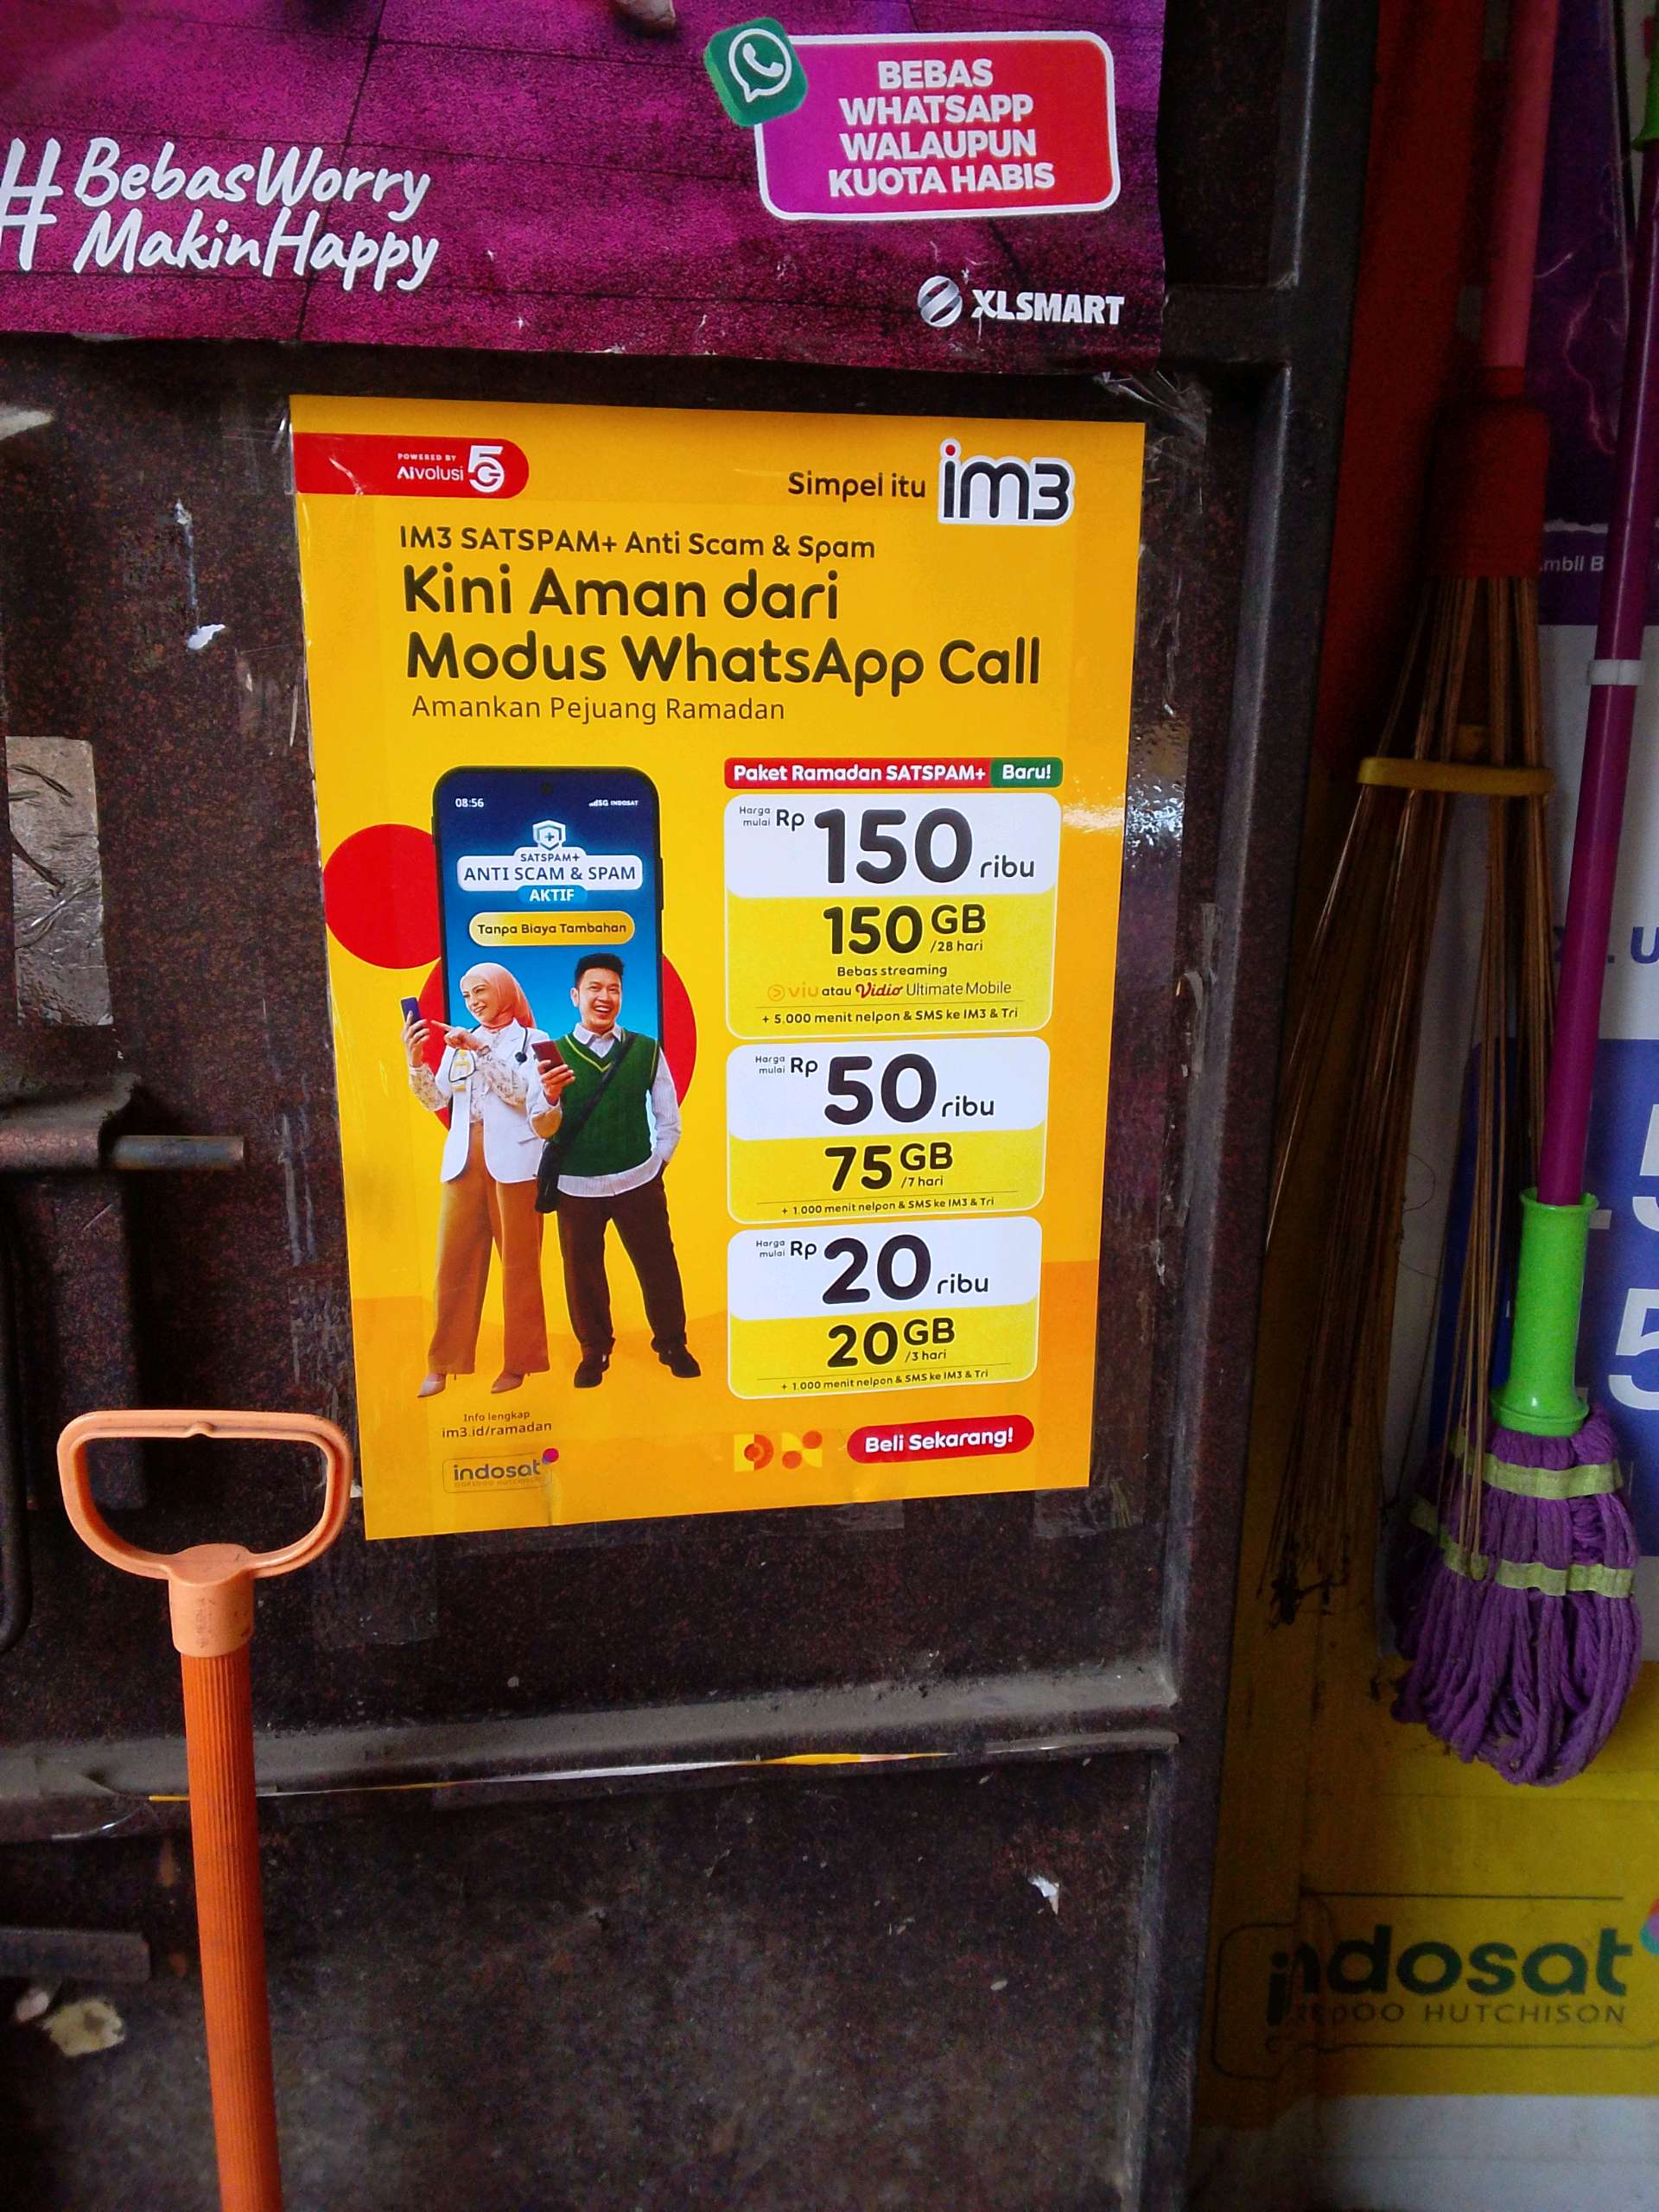 #BebasWorry
MakinHappy
BEBAS
WHATSAPP
WALAUPUN
KUOTA HABIS
XLSMART
POWERED BY
AIvolusi 5G
Simpel itu im3
IM3 SATSPAM+ Anti Scam & Spam
Kini Aman dari
Modus WhatsApp Call
Amankan Pejuang Ramadan
08:56
5G INDOSAT
SATSPAM+
ANTI SCAM & SPAM
AKTIF
Tanpa Biaya Tambahan
Paket Ramadan SATSPAM+ Baru!
Harga mulai Rp 150 ribu
150 GB /28 hari
Bebas streaming
viu atau Vidio Ultimate Mobile
+ 5.000 menit nelpon & SMS ke IM3 & Tri
Harga mulai Rp 50 ribu
75 GB /7 hari
+ 1.000 menit nelpon & SMS ke IM3 & Tri
Harga mulai Rp 20 ribu
20 GB /3 hari
+ 1.000 menit nelpon & SMS ke IM3 & Tri
Info lengkap
im3.id/ramadan
indosat
OOREDOO HUTCHISON
Beli Sekarang!
indosat
HUTCHISON